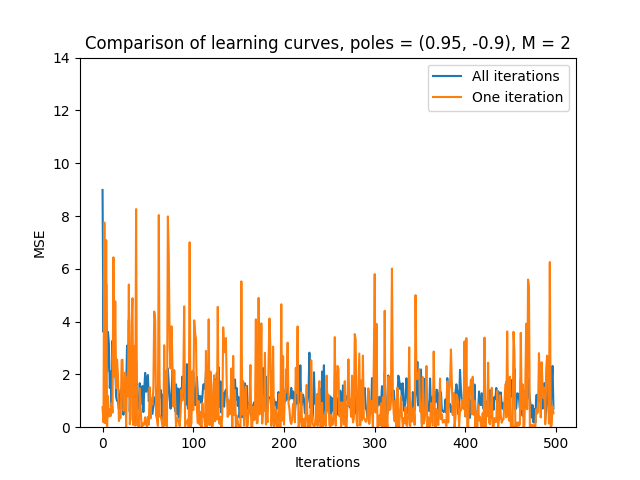 Comparison of learning curves, poles = (0.95, -0.9), M = 2
All iterations
One iteration
MSE
14
12
10
8
6
4
2
0
0 100 200 300 400 500
Iterations